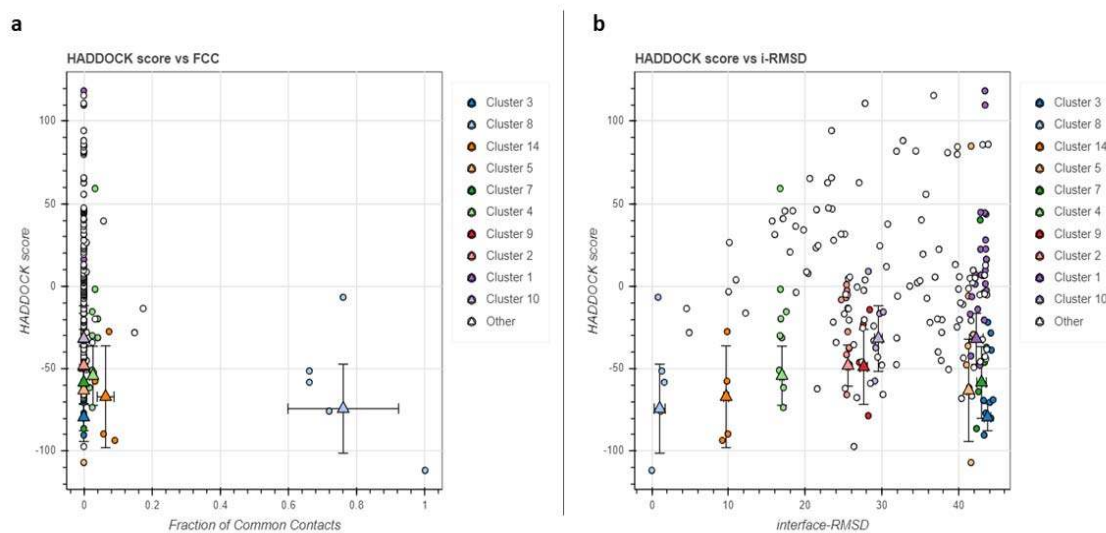 a
HADDOCK score vs FCC
HADDOCK score
100
50
0
-50
-100
0
0.2
0.4
0.6
0.8
1
Fraction of Common Contacts
Cluster 3
Cluster 8
Cluster 14
Cluster 5
Cluster 7
Cluster 4
Cluster 9
Cluster 2
Cluster 1
Cluster 10
Other
b
HADDOCK score vs i-RMSD
HADDOCK score
100
50
0
-50
-100
0
10
20
30
40
interface-RMSD
Cluster 3
Cluster 8
Cluster 14
Cluster 5
Cluster 7
Cluster 4
Cluster 9
Cluster 2
Cluster 1
Cluster 10
Other